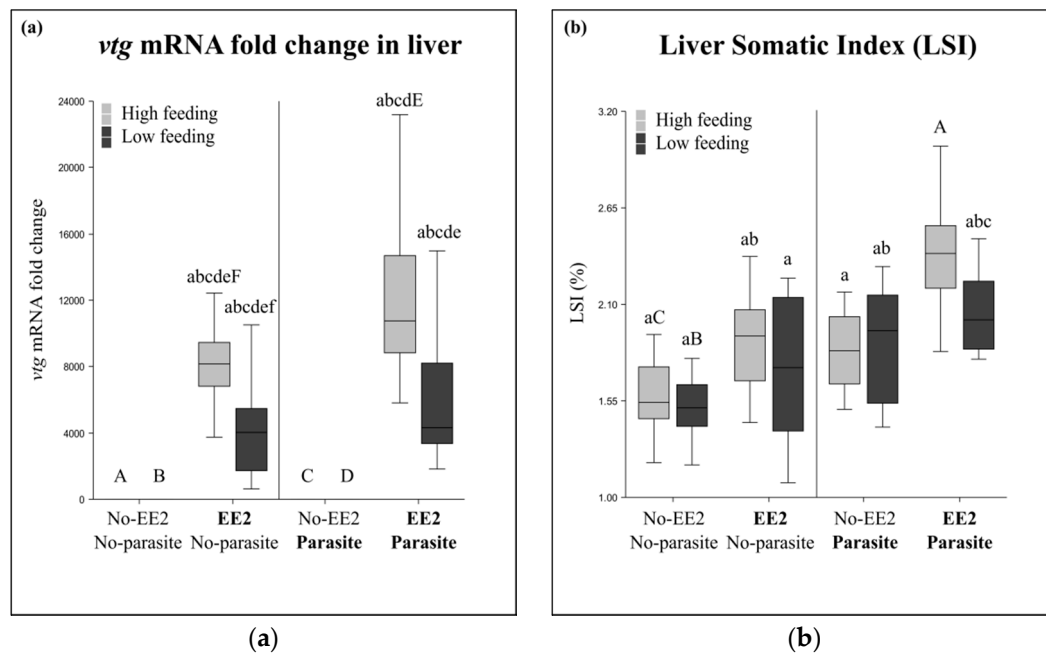 (a)
vtg mRNA fold change in liver
High feeding
Low feeding
vtg mRNA fold change
24000
20000
16000
12000
8000
4000
0
A
B
abcdeF
abcdef
C
D
abcdE
abcde
No-EE2
No-parasite
EE2
No-parasite
No-EE2
Parasite
EE2
Parasite
(a)
(b)
Liver Somatic Index (LSI)
High feeding
Low feeding
LSI (%)
3.20
2.65
2.10
1.55
1.00
aC
aB
ab
a
a
ab
A
abc
No-EE2
No-parasite
EE2
No-parasite
No-EE2
Parasite
EE2
Parasite
(b)